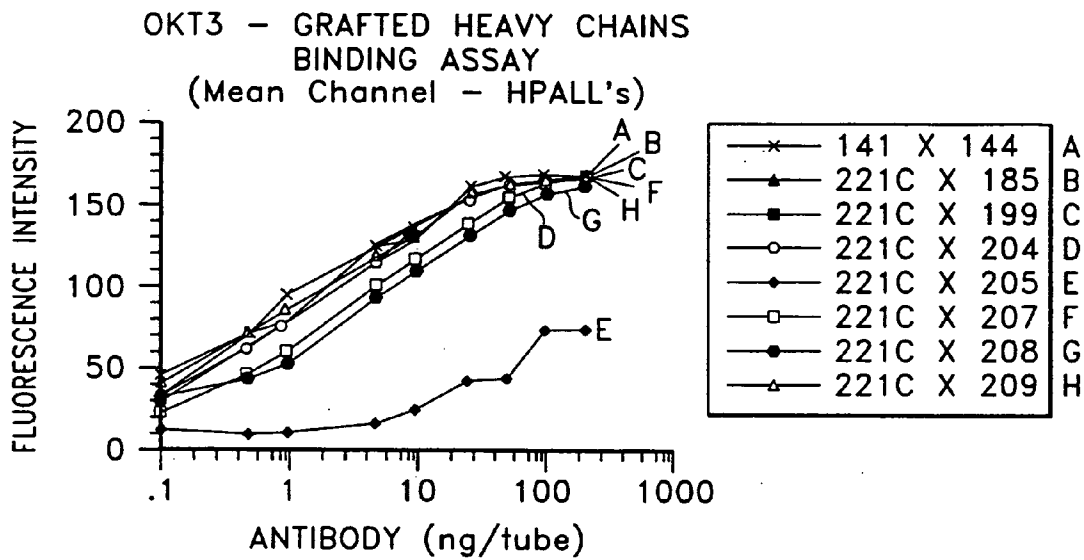 OKT3 - GRAFTED HEAVY CHAINS
BINDING ASSAY
(Mean Channel - HPALL's)
FLUORESCENCE INTENSITY
200
150
100
50
0
.1 1 10 100 1000
ANTIBODY (ng/tube)
A
B
C
F
H
G
D
E
141 X 144 A
221C X 185 B
221C X 199 C
221C X 204 D
221C X 205 E
221C X 207 F
221C X 208 G
221C X 209 H